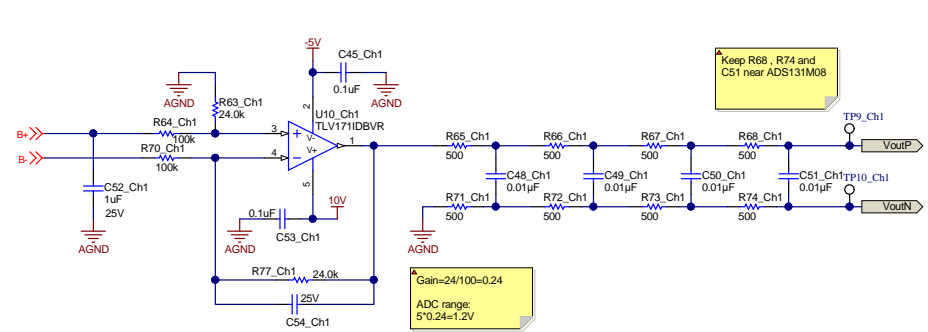 -5V
C45_Ch1
0.1uF
AGND
AGND
R63_Ch1
24.0k
U10_Ch1
TLV171IDBVR
2
V-
V+
3
4
1
5
B+
R64_Ch1
100k
B-
R70_Ch1
100k
C52_Ch1
1uF
25V
AGND
0.1uF
C53_Ch1
10V
AGND
R77_Ch1
24.0k
25V
C54_Ch1
Keep R68 , R74 and
C51 near ADS131M08
R65_Ch1
500
R66_Ch1
500
R67_Ch1
500
R68_Ch1
500
TP9_Ch1
VoutP
C48_Ch1
0.01µF
C49_Ch1
0.01µF
C50_Ch1
0.01µF
C51_Ch1
0.01µF
TP10_Ch1
VoutN
R71_Ch1
500
R72_Ch1
500
R73_Ch1
500
R74_Ch1
500
AGND
Gain=24/100=0.24
ADC range:
5*0.24=1.2V